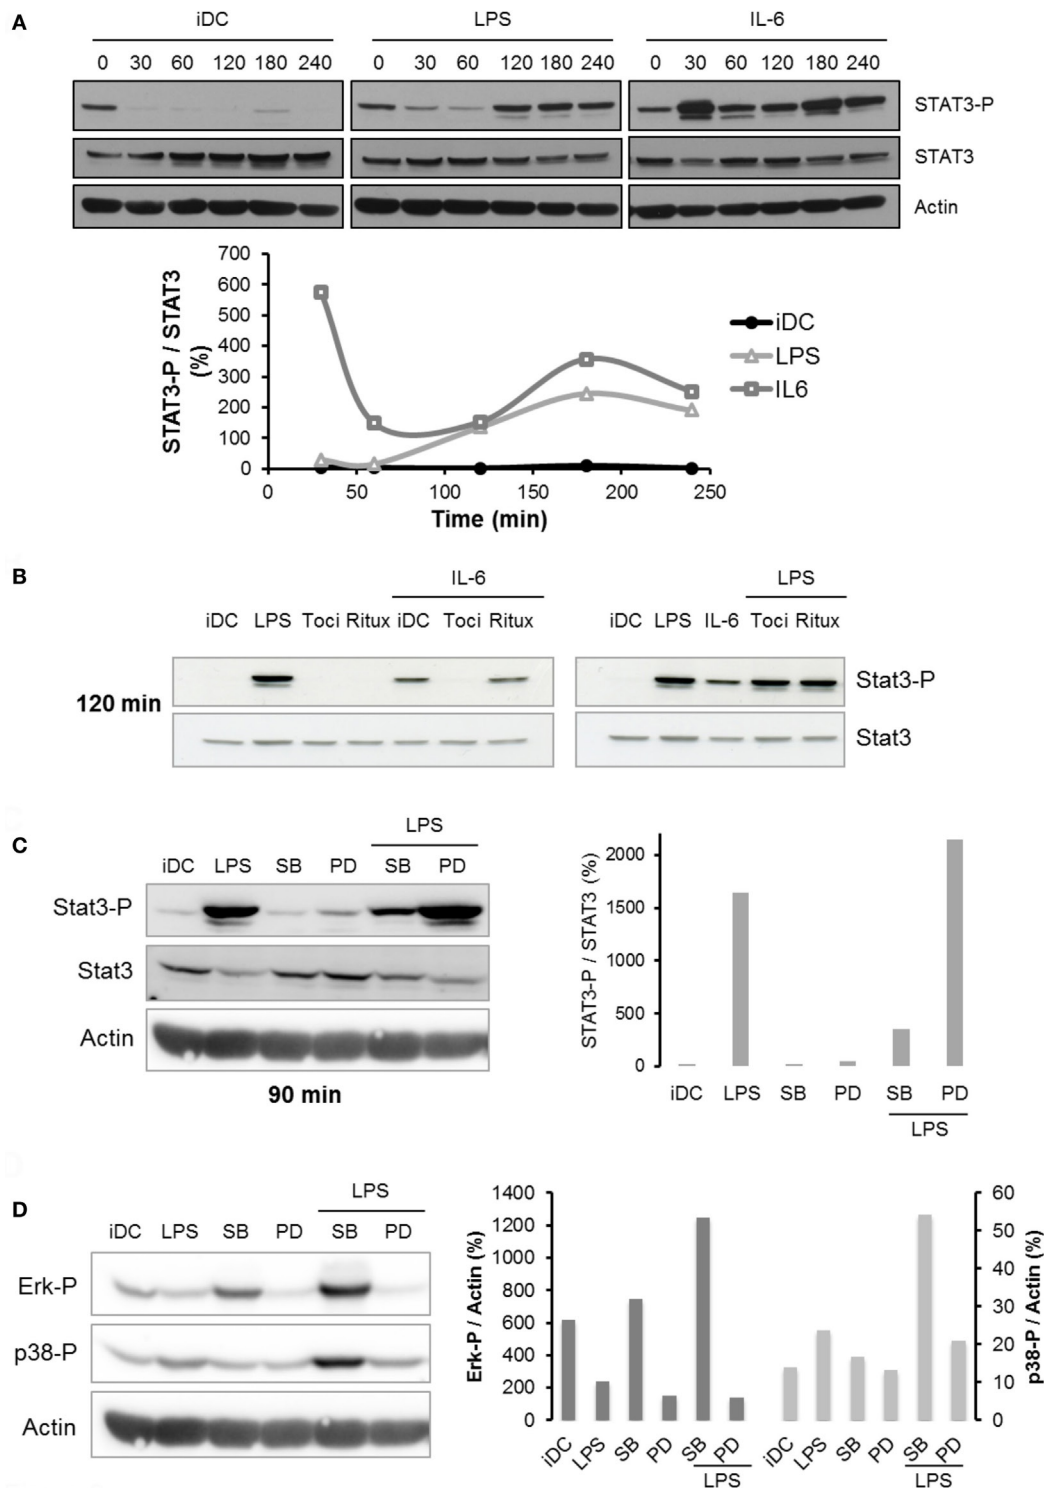 A
iDC LPS IL-6
0 30 60 120 180 240 0 30 60 120 180 240 0 30 60 120 180 240
STAT3-P
STAT3
Actin
STAT3-P / STAT3
(%)
700
600
500
400
300
200
100
0
0 50 100 150 200 250
Time (min)
iDC
LPS
IL6
B
IL-6 LPS
iDC LPS Toci Ritux iDC Toci Ritux iDC LPS IL-6 Toci Ritux
120 min
Stat3-P
Stat3
C
LPS
iDC LPS SB PD SB PD
Stat3-P
Stat3
Actin
90 min
STAT3-P / STAT3 (%)
2000
1500
1000
500
0
iDC LPS SB PD SB PD
LPS
D
LPS
iDC LPS SB PD SB PD
Erk-P
p38-P
Actin
Erk-P / Actin (%)
1400
1200
1000
800
600
400
200
0
iDC LPS SB PD SB PD iDC LPS SB PD SB PD
LPS LPS
60
50
40
30
20
10
0
p38-P / Actin (%)